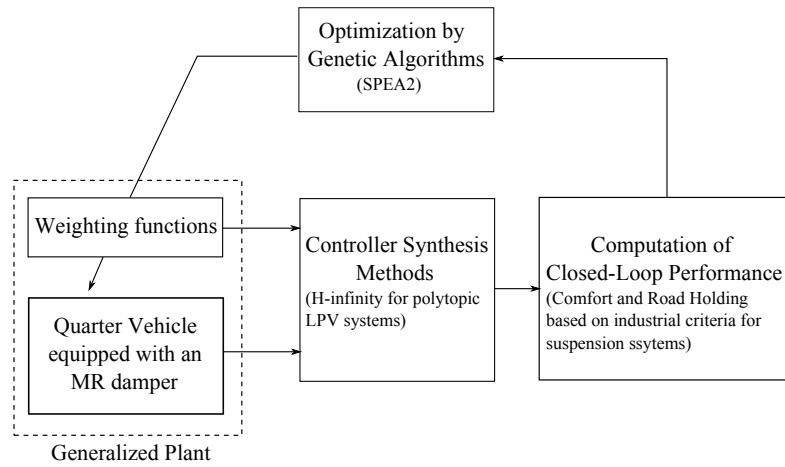 Optimization by
Genetic Algorithms
(SPEA2)
Weighting functions
Quarter Vehicle
equipped with an
MR damper
Generalized Plant
Controller Synthesis
Methods
(H-infinity for polytopic
LPV systems)
Computation of
Closed-Loop Performance
(Comfort and Road Holding
based on industrial criteria for
suspension ssytems)